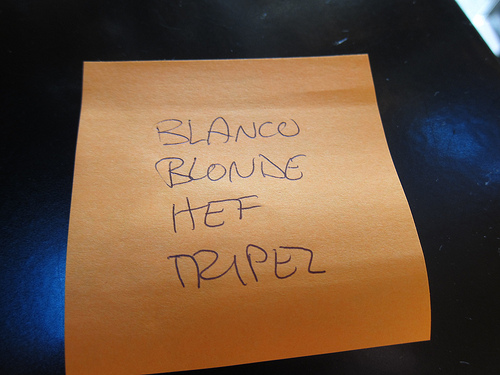 BLANCO
BLONDE
HEF
TRIPEL